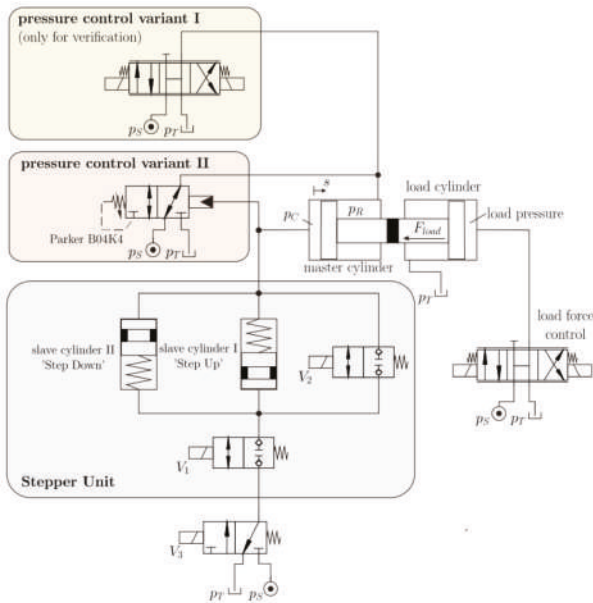 pressure control variant I
(only for verification)
p_S
p_T
pressure control variant II
Parker B04K4
p_S
p_T
s
load cylinder
p_C
p_R
load pressure
F_load
master cylinder
p_T
slave cylinder II
'Step Down'
slave cylinder I
'Step Up'
V_2
load force
control
p_S
p_T
V_1
Stepper Unit
V_3
p_T
p_S